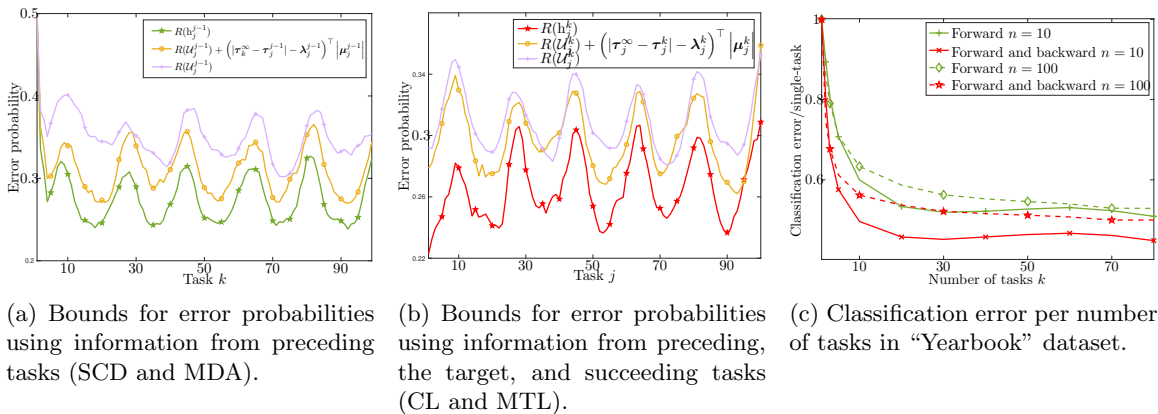 0.5
0.4
0.3
0.2
Error probability
R(h_j^{j-1})
R(𝒰_j^{j-1}) + (|τ_k^∞ − τ_j^{j-1}| − λ_j^{j-1})^⊤ |μ_j^{j-1}|
R(𝒰_j^{j-1})
10 30 50 70 90
Task k
0.34
0.3
0.26
0.22
Error probability
R(h_j^k)
R(𝒰_j^k) + (|τ_j^∞ − τ_j^k| − λ_j^k)^⊤ |μ_j^k|
R(𝒰_j^k)
10 30 50 70 90
Task j
1
0.8
0.6
Classification error/single-task
Forward n = 10
Forward and backward n = 10
Forward n = 100
Forward and backward n = 100
10 30 50 70
Number of tasks k
(a) Bounds for error probabilities
using information from preceding
tasks (SCD and MDA).
(b) Bounds for error probabilities
using information from preceding,
the target, and succeeding tasks
(CL and MTL).
(c) Classification error per number
of tasks in “Yearbook” dataset.